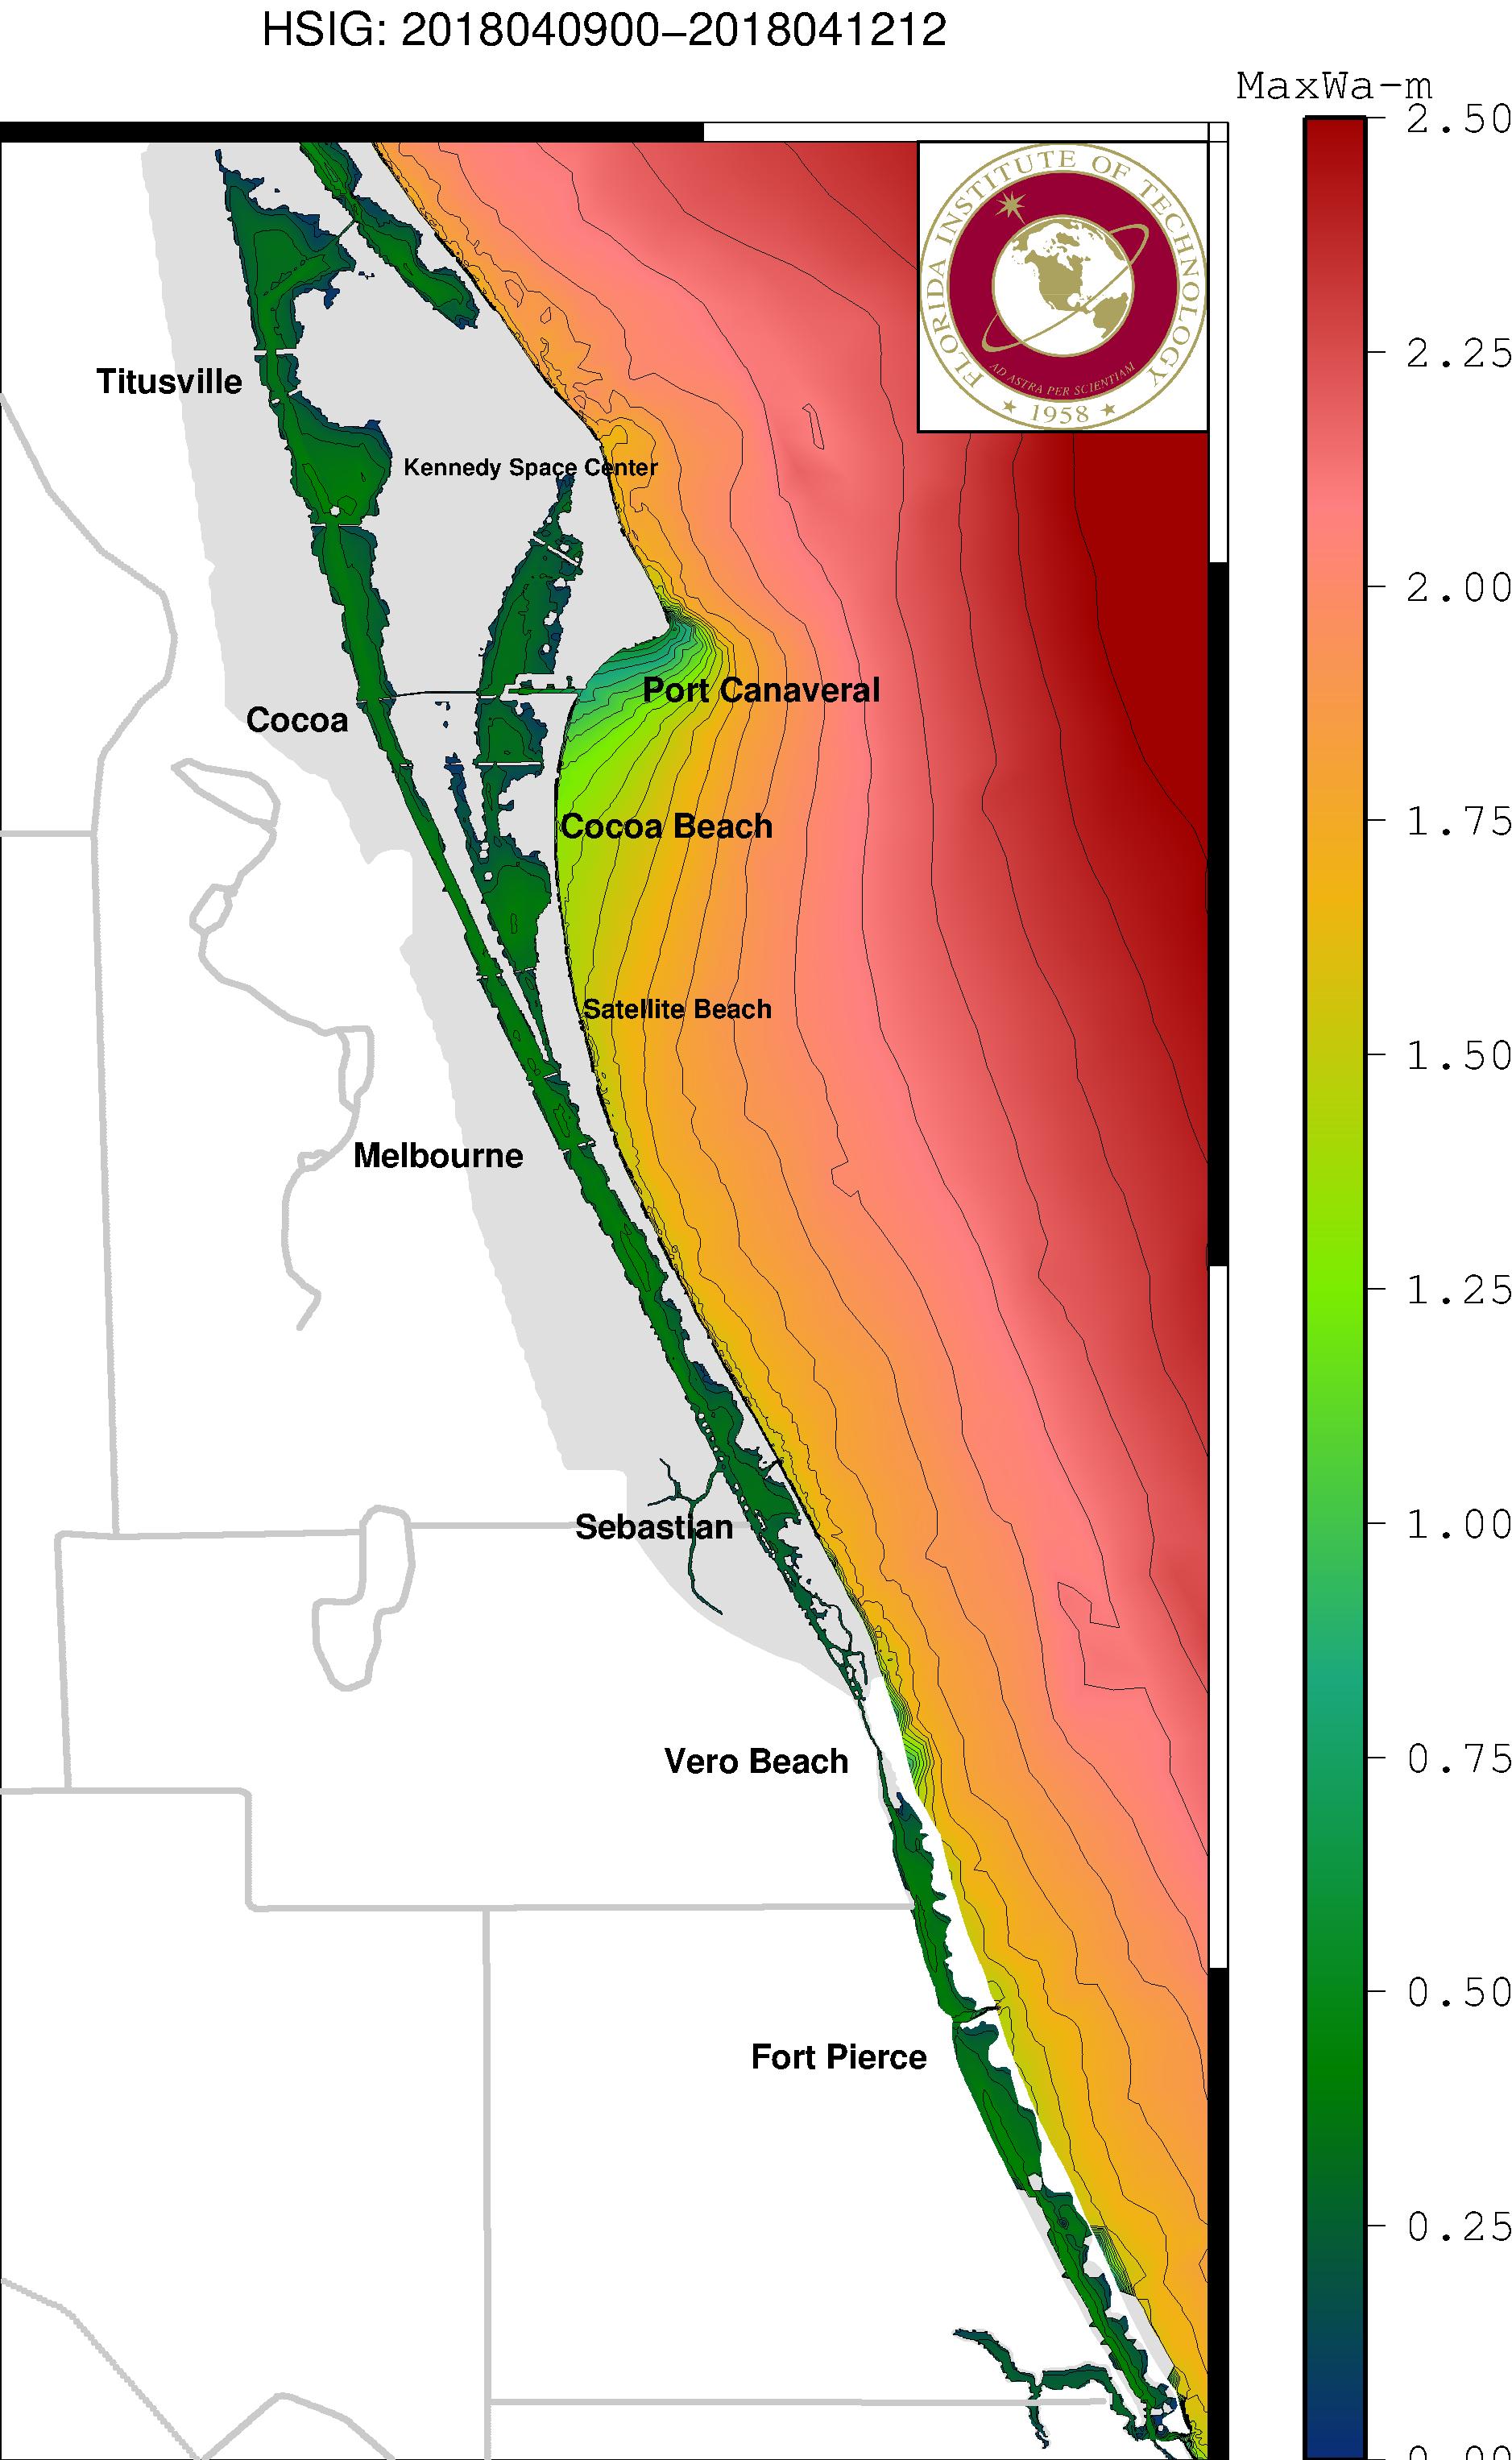 HSIG: 2018040900−2018041212
MaxWa-m
2.50
FLORIDA INSTITUTE OF TECHNOLOGY
AD ASTRA PER SCIENTIAM
1958
2.25
Titusville
Kennedy Space Center
2.00
Port Canaveral
Cocoa
1.75
Cocoa Beach
Satellite Beach
1.50
Melbourne
1.25
Sebastian
1.00
Vero Beach
0.75
0.50
Fort Pierce
0.25
0.00